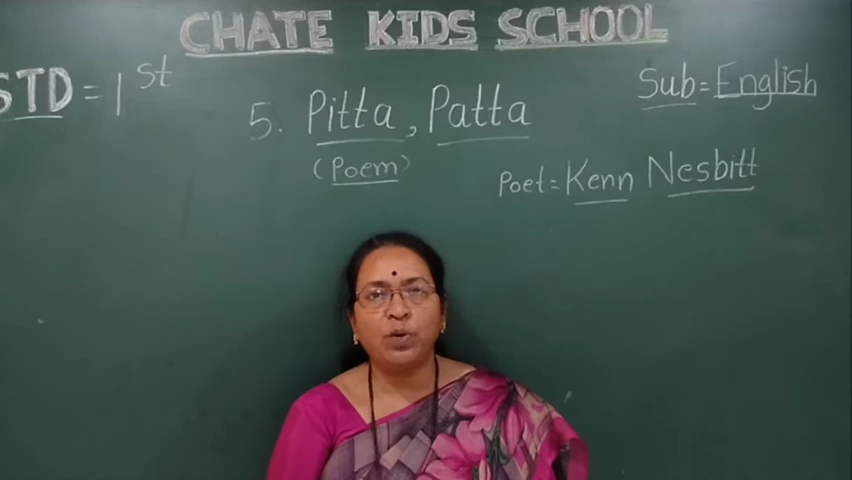 CHATE KIDS SCHOOL
STD = 1st
Sub = English
5. Pitta, Patta
(Poem)
Poet = Kenn Nesbitt